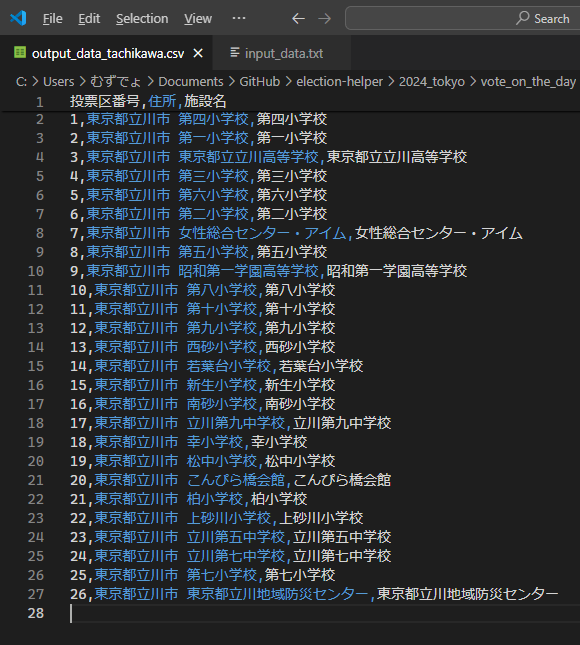 File Edit Selection View ··· Search
output_data_tachikawa.csv input_data.txt
C: > Users > むずでょ > Documents > GitHub > election-helper > 2024_tokyo > vote_on_the_day
1 投票区番号,住所,施設名
2 1,東京都立川市 第四小学校,第四小学校
3 2,東京都立川市 第一小学校,第一小学校
4 3,東京都立川市 東京都立立川高等学校,東京都立立川高等学校
5 4,東京都立川市 第三小学校,第三小学校
6 5,東京都立川市 第六小学校,第六小学校
7 6,東京都立川市 第二小学校,第二小学校
8 7,東京都立川市 女性総合センター・アイム,女性総合センター・アイム
9 8,東京都立川市 第五小学校,第五小学校
10 9,東京都立川市 昭和第一学園高等学校,昭和第一学園高等学校
11 10,東京都立川市 第八小学校,第八小学校
12 11,東京都立川市 第十小学校,第十小学校
13 12,東京都立川市 第九小学校,第九小学校
14 13,東京都立川市 西砂小学校,西砂小学校
15 14,東京都立川市 若葉台小学校,若葉台小学校
16 15,東京都立川市 新生小学校,新生小学校
17 16,東京都立川市 南砂小学校,南砂小学校
18 17,東京都立川市 立川第九中学校,立川第九中学校
19 18,東京都立川市 幸小学校,幸小学校
20 19,東京都立川市 松中小学校,松中小学校
21 20,東京都立川市 こんぴら橋会館,こんぴら橋会館
22 21,東京都立川市 柏小学校,柏小学校
23 22,東京都立川市 上砂川小学校,上砂川小学校
24 23,東京都立川市 立川第五中学校,立川第五中学校
25 24,東京都立川市 立川第七中学校,立川第七中学校
26 25,東京都立川市 第七小学校,第七小学校
27 26,東京都立川市 東京都立川地域防災センター,東京都立川地域防災センター
28